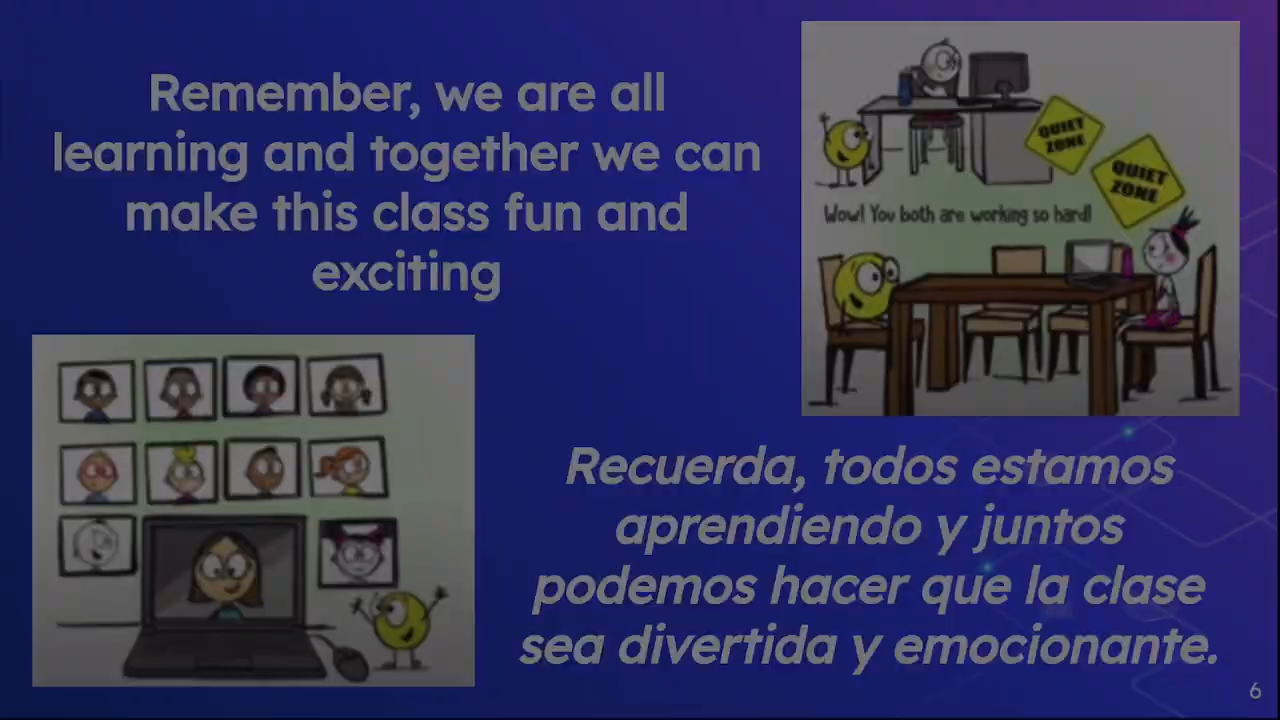 Remember, we are all
learning and together we can
make this class fun and
exciting
QUIET
ZONE
QUIET
ZONE
Wow! You both are working so hard!
Recuerda, todos estamos
aprendiendo y juntos
podemos hacer que la clase
sea divertida y emocionante.
6